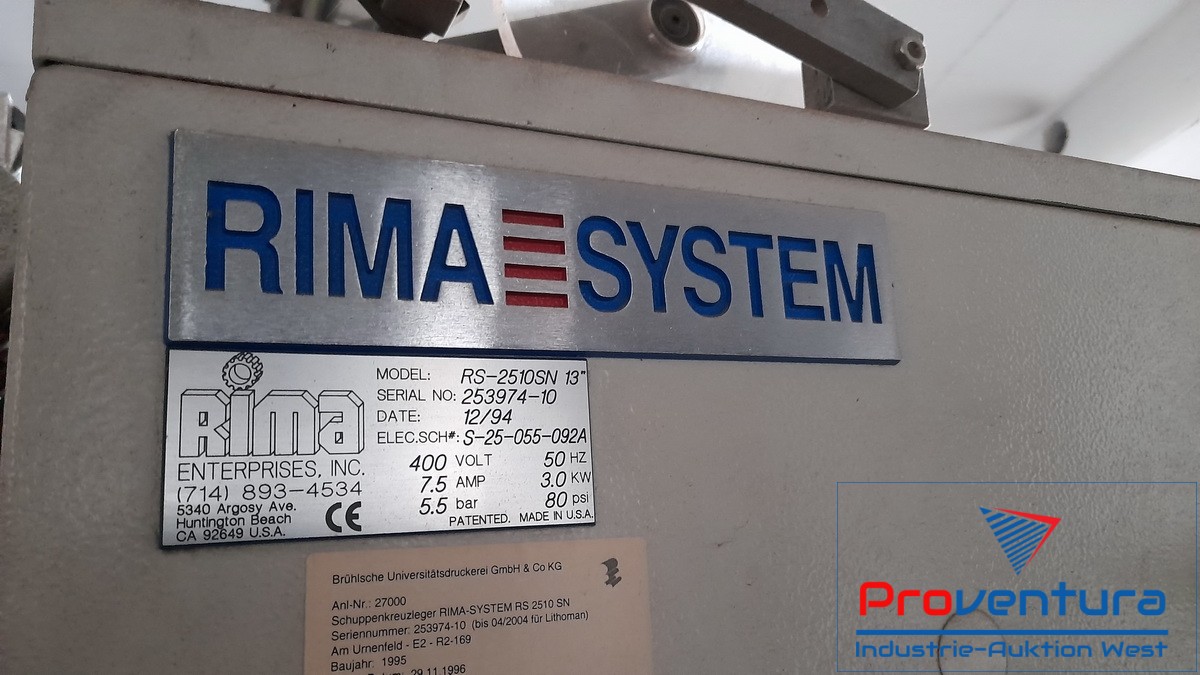 RIMA SYSTEM
Rima
ENTERPRISES, INC.
(714) 893-4534
5340 Argosy Ave.
Huntington Beach
CA 92649 U.S.A.
CE
MODEL: RS-2510SN 13"
SERIAL NO: 253974-10
DATE: 12/94
ELEC.SCH#: S-25-055-092A
400 VOLT 50 HZ
7.5 AMP 3.0 KW
5.5 bar 80 psi
PATENTED. MADE IN U.S.A.
Brühlsche Universitätsdruckerei GmbH & Co KG
Anl-Nr.: 27000
Schuppenkreuzleger RIMA-SYSTEM RS 2510 SN
Seriennummer: 253974-10 (bis 04/2004 für Lithoman)
Am Urnenfeld - E2 - R2-169
Baujahr: 1995
29.11.1996
Proventura
Industrie-Auktion West